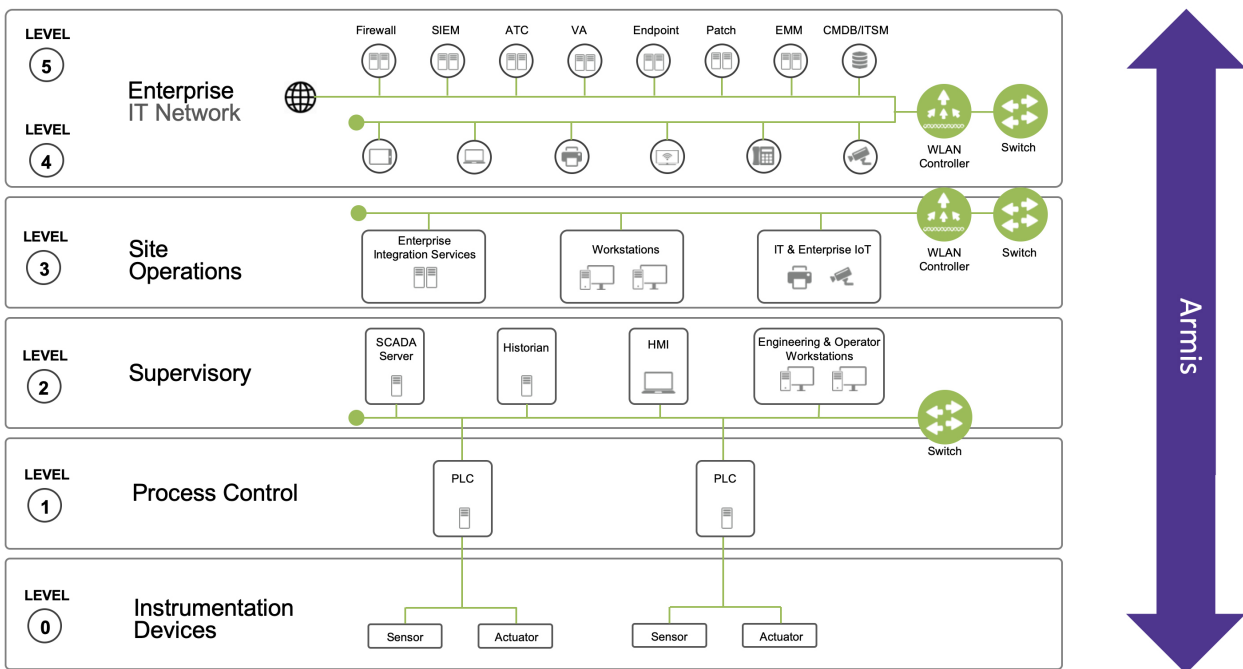 LEVEL
5
Enterprise
IT Network
Firewall
SIEM
ATC
VA
Endpoint
Patch
EMM
CMDB/ITSM
LEVEL
4
WLAN
Controller
Switch
LEVEL
3
Site
Operations
Enterprise
Integration Services
Workstations
IT & Enterprise IoT
WLAN
Controller
Switch
LEVEL
2
Supervisory
SCADA
Server
Historian
HMI
Engineering & Operator
Workstations
Switch
LEVEL
1
Process Control
PLC
PLC
LEVEL
0
Instrumentation
Devices
Sensor
Actuator
Sensor
Actuator
Armis